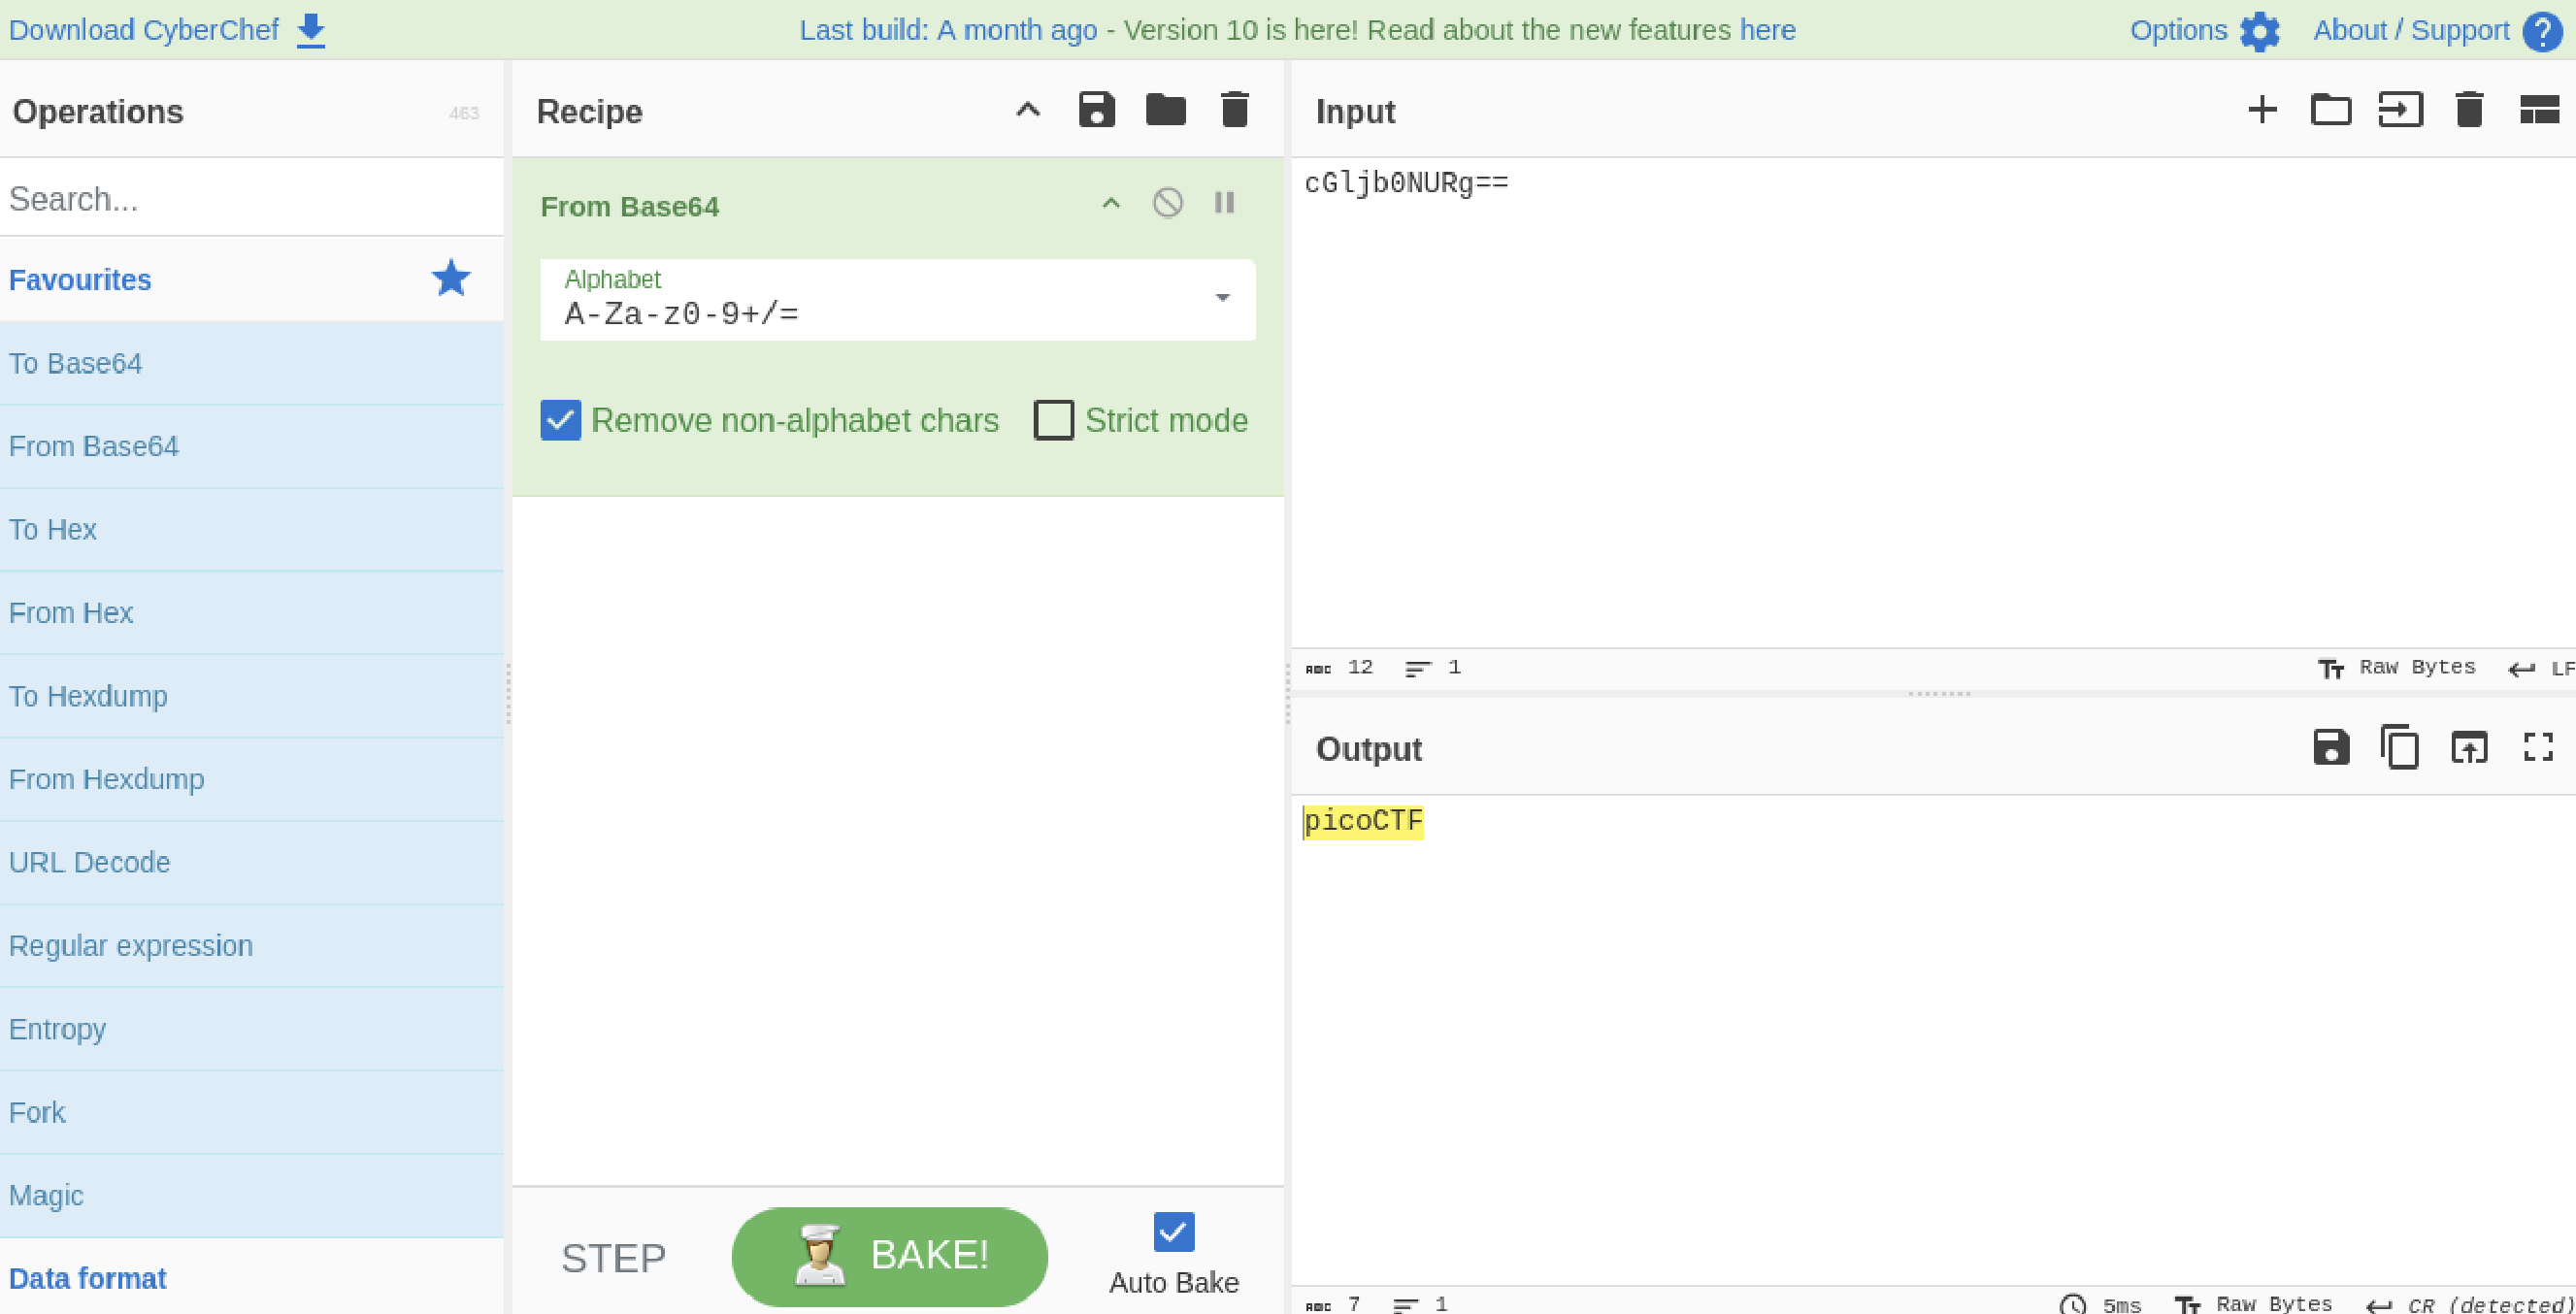 Download CyberChef
Last build: A month ago - Version 10 is here! Read about the new features here
Options
About / Support
Operations
463
Search...
Favourites
To Base64
From Base64
To Hex
From Hex
To Hexdump
From Hexdump
URL Decode
Regular expression
Entropy
Fork
Magic
Data format
Recipe
From Base64
Alphabet
A-Za-z0-9+/=
Remove non-alphabet chars
Strict mode
STEP
BAKE!
Auto Bake
Input
cGljb0NURg==
ABC 12 1
TT Raw Bytes LF
Output
picoCTF
ABC 7 1
5ms TT Raw Bytes CR (detected)